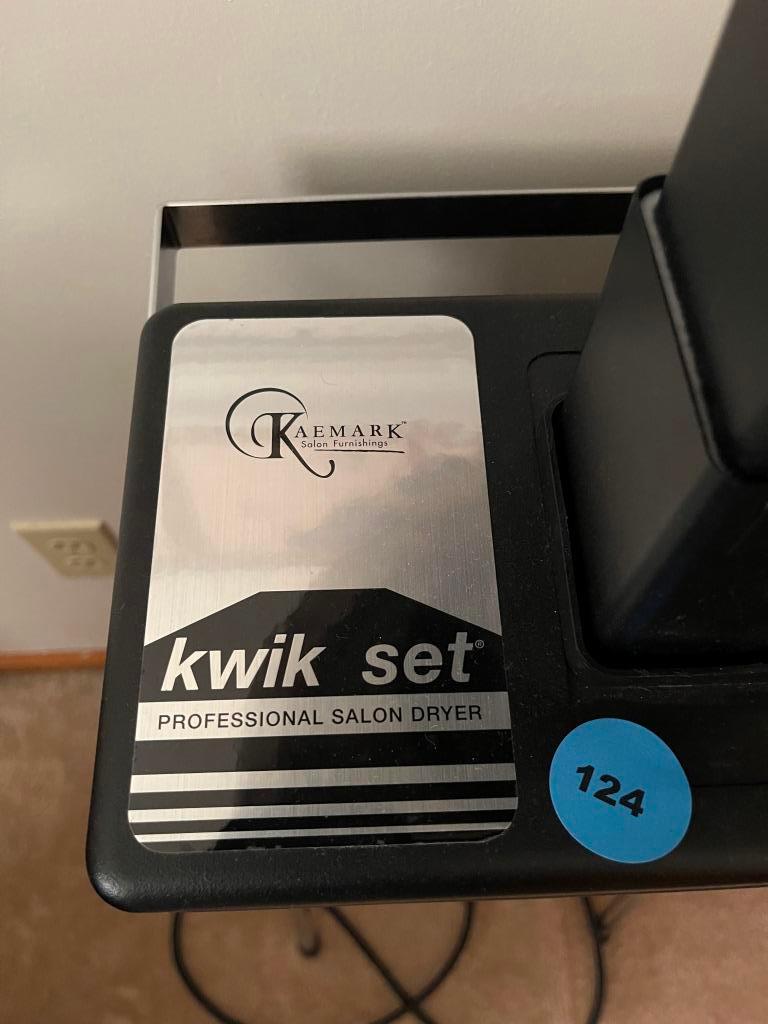 KAEMARK™
Salon Furnishings
kwik set®
PROFESSIONAL SALON DRYER
124